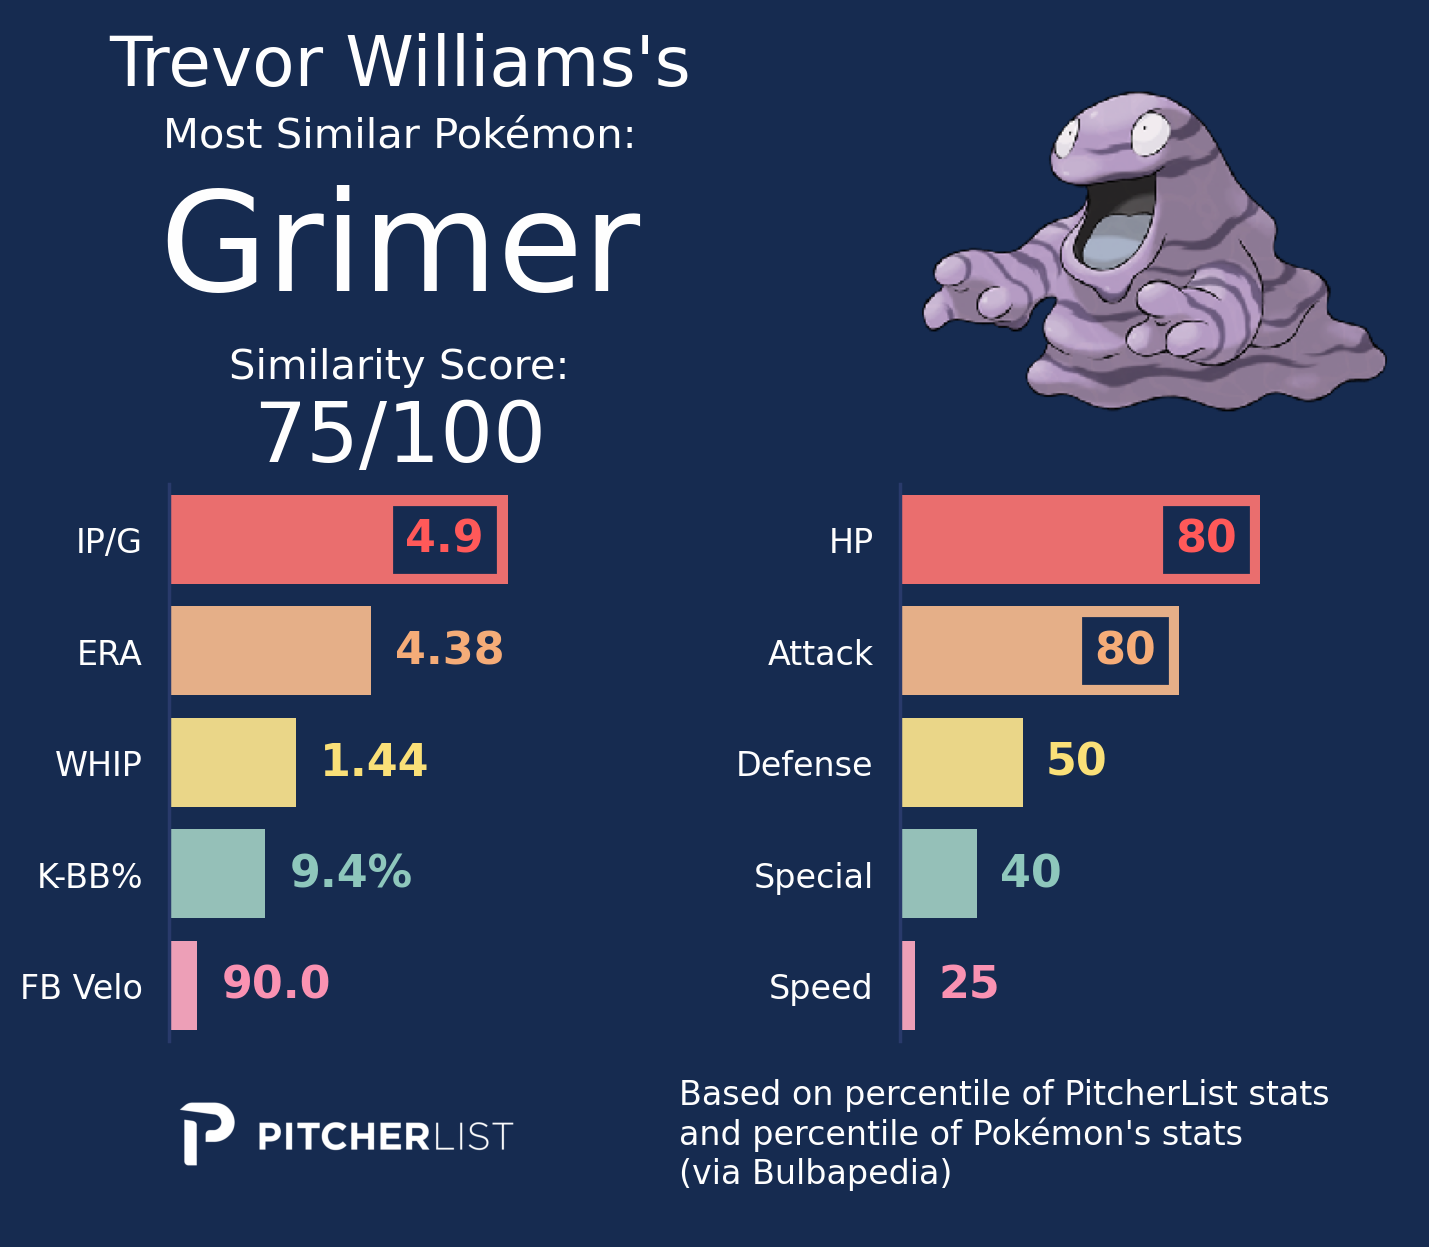 Trevor Williams's
Most Similar Pokémon:
Grimer
Similarity Score:
75/100
IP/G 4.9
ERA 4.38
WHIP 1.44
K-BB% 9.4%
FB Velo 90.0
HP 80
Attack 80
Defense 50
Special 40
Speed 25
PITCHERLIST
Based on percentile of PitcherList stats
and percentile of Pokémon's stats
(via Bulbapedia)